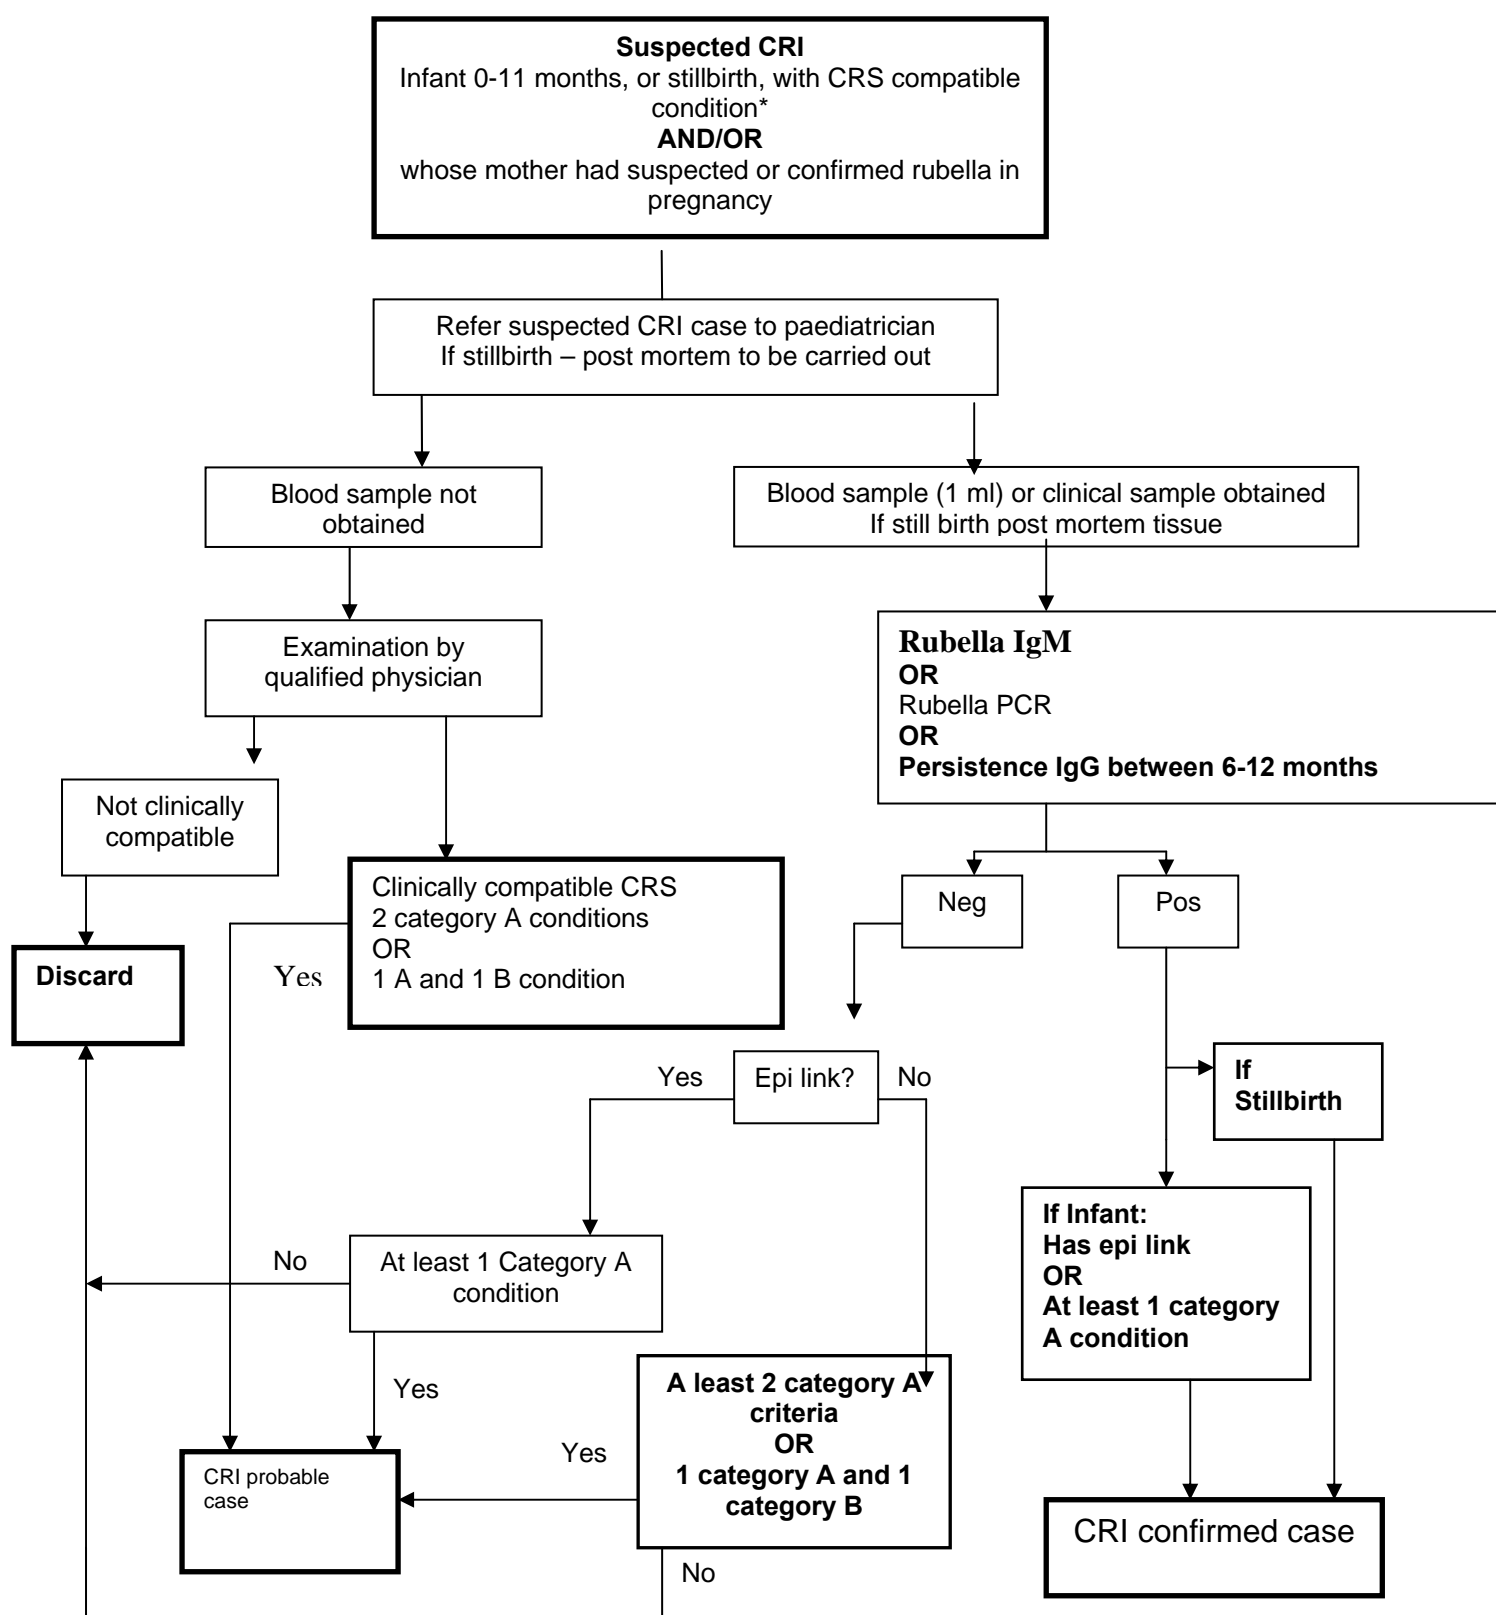 Suspected CRI
Infant 0-11 months, or stillbirth, with CRS compatible
condition*
AND/OR
whose mother had suspected or confirmed rubella in
pregnancy
Refer suspected CRI case to paediatrician
If stillbirth – post mortem to be carried out
Blood sample not
obtained
Blood sample (1 ml) or clinical sample obtained
If still birth post mortem tissue
Examination by
qualified physician
Rubella IgM
OR
Rubella PCR
OR
Persistence IgG between 6-12 months
Not clinically
compatible
Clinically compatible CRS
2 category A conditions
OR
1 A and 1 B condition
Neg
Pos
Discard
Yes
Yes
Epi link?
No
If
Stillbirth
If Infant:
Has epi link
OR
At least 1 category
A condition
No
At least 1 Category A
condition
Yes
A least 2 category A
criteria
OR
1 category A and 1
category B
Yes
CRI probable
case
CRI confirmed case
No